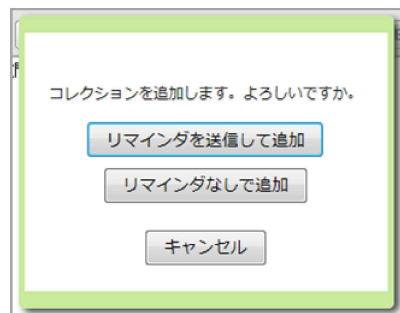 コレクションを追加します。よろしいですか。
リマインダを送信して追加
リマインダなしで追加
キャンセル